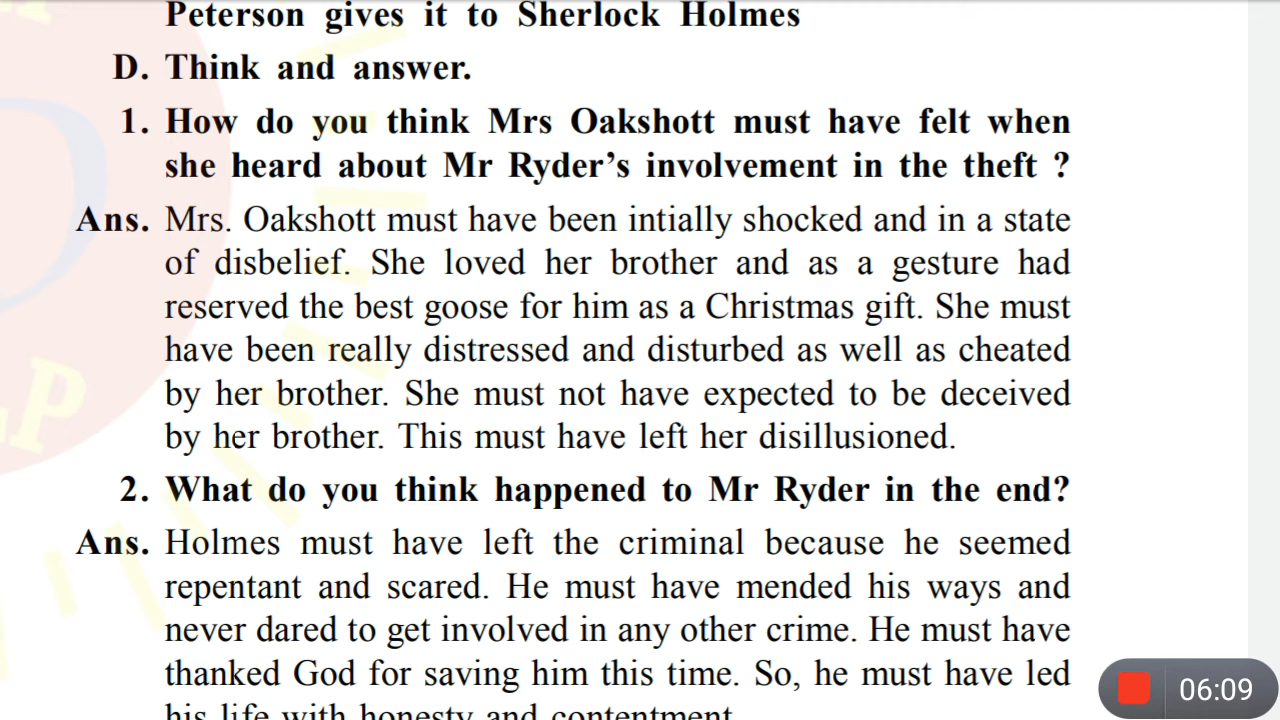 Peterson gives it to Sherlock Holmes
D. Think and answer.
1. How do you think Mrs Oakshott must have felt when
she heard about Mr Ryder's involvement in the theft ?
Ans. Mrs. Oakshott must have been intially shocked and in a state
of disbelief. She loved her brother and as a gesture had
reserved the best goose for him as a Christmas gift. She must
have been really distressed and disturbed as well as cheated
by her brother. She must not have expected to be deceived
by her brother. This must have left her disillusioned.
2. What do you think happened to Mr Ryder in the end?
Ans. Holmes must have left the criminal because he seemed
repentant and scared. He must have mended his ways and
never dared to get involved in any other crime. He must have
thanked God for saving him this time. So, he must have led
his life with honesty and contentment.
06:09